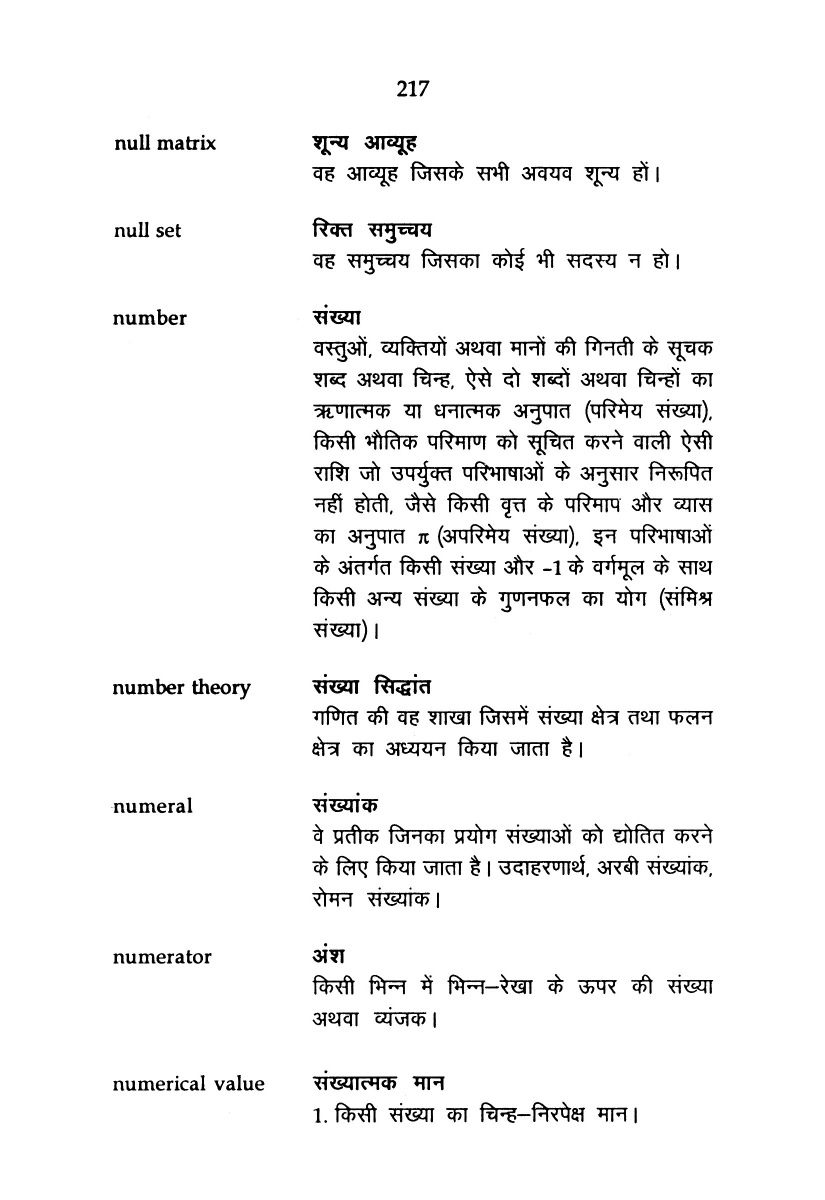 217
null matrix शून्य आव्यूह
वह आव्यूह जिसके सभी अवयव शून्य हों।
null set रिक्त समुच्चय
वह समुच्चय जिसका कोई भी सदस्य न हो।
number संख्या
वस्तुओं, व्यक्तियों अथवा मानों की गिनती के सूचक
शब्द अथवा चिन्ह, ऐसे दो शब्दों अथवा चिन्हों का
ऋणात्मक या धनात्मक अनुपात (परिमेय संख्या),
किसी भौतिक परिमाण को सूचित करने वाली ऐसी
राशि जो उपर्युक्त परिभाषाओं के अनुसार निरूपित
नहीं होती, जैसे किसी वृत्त के परिमाप और व्यास
का अनुपात π (अपरिमेय संख्या), इन परिभाषाओं
के अंतर्गत किसी संख्या और –1 के वर्गमूल के साथ
किसी अन्य संख्या के गुणनफल का योग (संमिश्र
संख्या)।
number theory संख्या सिद्धांत
गणित की वह शाखा जिसमें संख्या क्षेत्र तथा फलन
क्षेत्र का अध्ययन किया जाता है।
numeral संख्यांक
वे प्रतीक जिनका प्रयोग संख्याओं को द्योतित करने
के लिए किया जाता है। उदाहरणार्थ, अरबी संख्यांक,
रोमन संख्यांक।
numerator अंश
किसी भिन्न में भिन्न–रेखा के ऊपर की संख्या
अथवा व्यंजक।
numerical value संख्यात्मक मान
1. किसी संख्या का चिन्ह–निरपेक्ष मान।